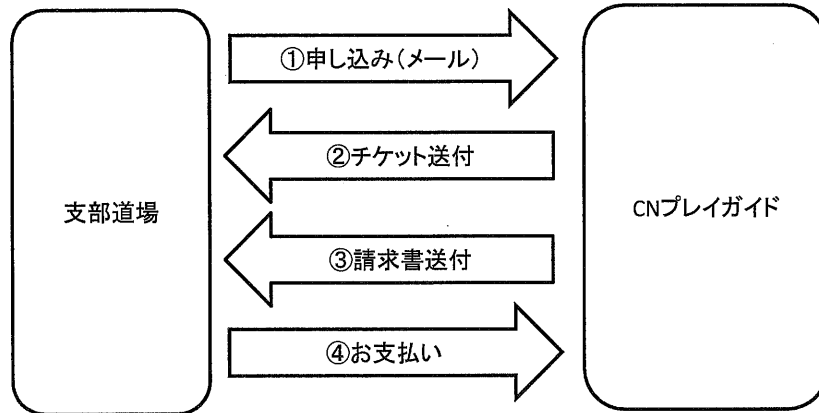 ①申し込み（メール）
②チケット送付
支部道場
CNプレイガイド
③請求書送付
④お支払い